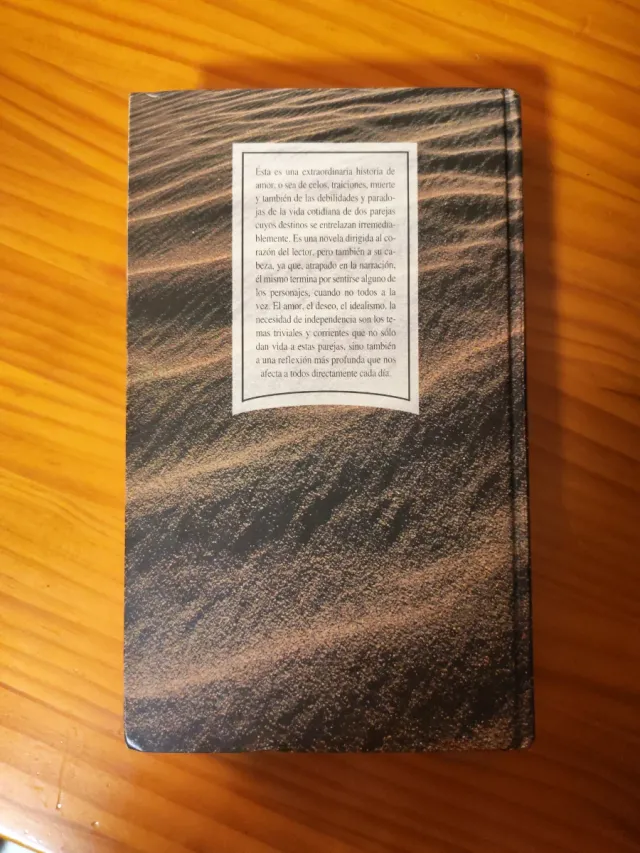 Ésta es una extraordinaria historia de
amor, o sea de celos, traiciones, muerte
y también de las debilidades y parado-
jas de la vida cotidiana de dos parejas
cuyos destinos se entrelazan irremedia-
blemente. Es una novela dirigida al co-
razón del lector, pero también a su ca-
beza, ya que, atrapado en la narración,
él mismo termina por sentirse alguno de
los personajes, cuando no todos a la
vez. El amor, el deseo, el idealismo, la
necesidad de independencia son los te-
mas triviales y corrientes que no sólo
dan vida a estas parejas, sino también
a una reflexión más profunda que nos
afecta a todos directamente cada día.